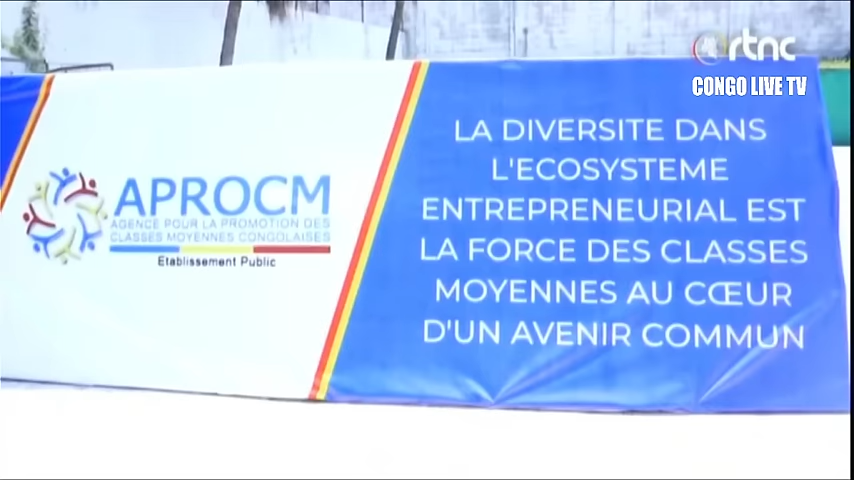 rtnc
CONGO LIVE TV
APROCM
AGENCE POUR LA PROMOTION DES
CLASSES MOYENNES CONGOLAISES
Etablissement Public
LA DIVERSITE DANS
L'ECOSYSTEME
ENTREPRENEURIAL EST
LA FORCE DES CLASSES
MOYENNES AU CŒUR
D'UN AVENIR COMMUN